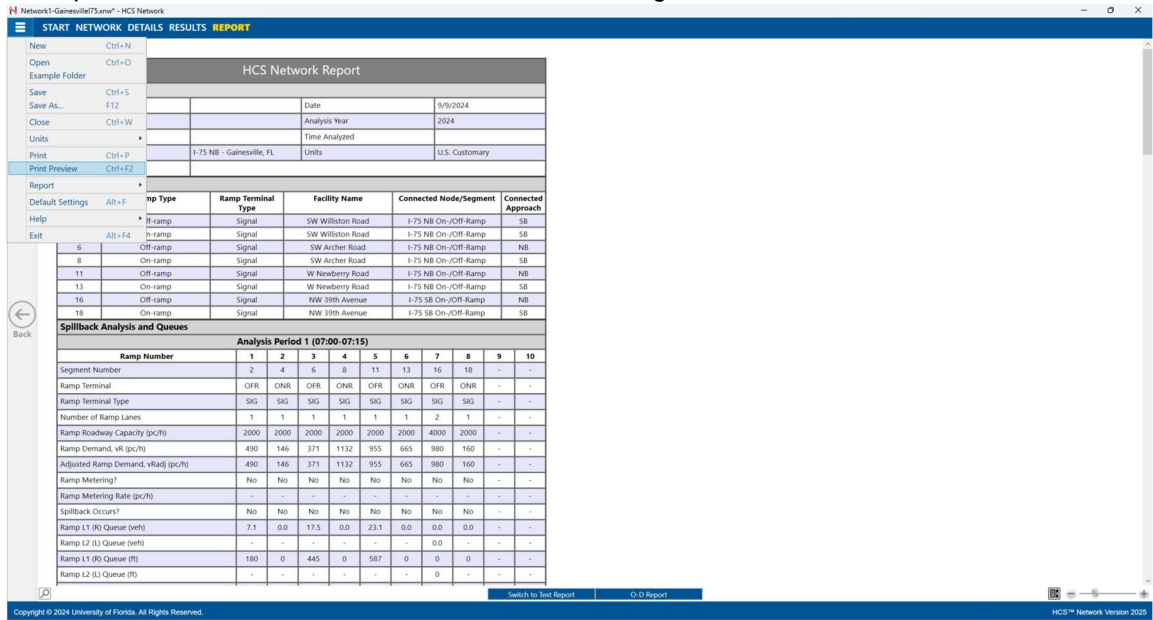 Network1-GainesvilleI75.xnw* - HCS Network
START NETWORK DETAILS RESULTS REPORT
New Ctrl+N
Open Ctrl+O
Example Folder
Save Ctrl+S
Save As... F12
Close Ctrl+W
Units
Print Ctrl+P
Print Preview Ctrl+F2
Report
Default Settings Alt+F
Help
Exit Alt+F4
HCS Network Report
Date 9/9/2024
Analysis Year 2024
Time Analyzed
I-75 NB - Gainesville, FL Units U.S. Customary
mp Type Ramp Terminal Type Facility Name Connected Node/Segment Connected Approach
ff-ramp Signal SW Williston Road I-75 NB On-/Off-Ramp SB
n-ramp Signal SW Williston Road I-75 NB On-/Off-Ramp SB
6 Off-ramp Signal SW Archer Road I-75 NB On-/Off-Ramp NB
8 On-ramp Signal SW Archer Road I-75 NB On-/Off-Ramp SB
11 Off-ramp Signal W Newberry Road I-75 NB On-/Off-Ramp NB
13 On-ramp Signal W Newberry Road I-75 NB On-/Off-Ramp SB
16 Off-ramp Signal NW 39th Avenue I-75 SB On-/Off-Ramp NB
18 On-ramp Signal NW 39th Avenue I-75 SB On-/Off-Ramp SB
Back
Spillback Analysis and Queues
Analysis Period 1 (07:00-07:15)
Ramp Number 1 2 3 4 5 6 7 8 9 10
Segment Number 2 4 6 8 11 13 16 18 - -
Ramp Terminal OFR ONR OFR ONR OFR ONR OFR ONR - -
Ramp Terminal Type SIG SIG SIG SIG SIG SIG SIG SIG - -
Number of Ramp Lanes 1 1 1 1 1 1 2 1 - -
Ramp Roadway Capacity (pc/h) 2000 2000 2000 2000 2000 2000 4000 2000 - -
Ramp Demand, vR (pc/h) 490 146 371 1132 955 665 980 160 - -
Adjusted Ramp Demand, vRadj (pc/h) 490 146 371 1132 955 665 980 160 - -
Ramp Metering? No No No No No No No No - -
Ramp Metering Rate (pc/h) - - - - - - - - - -
Spillback Occurs? No No No No No No No No - -
Ramp L1 (R) Queue (veh) 7.1 0.0 17.5 0.0 23.1 0.0 0.0 0.0 - -
Ramp L2 (L) Queue (veh) - - - - - - 0.0 - - -
Ramp L1 (R) Queue (ft) 180 0 445 0 587 0 0 0 - -
Ramp L2 (L) Queue (ft) - - - - - - 0 - - -
Switch to Text Report O-D Report
Copyright © 2024 University of Florida. All Rights Reserved. HCS™ Network Version 2025